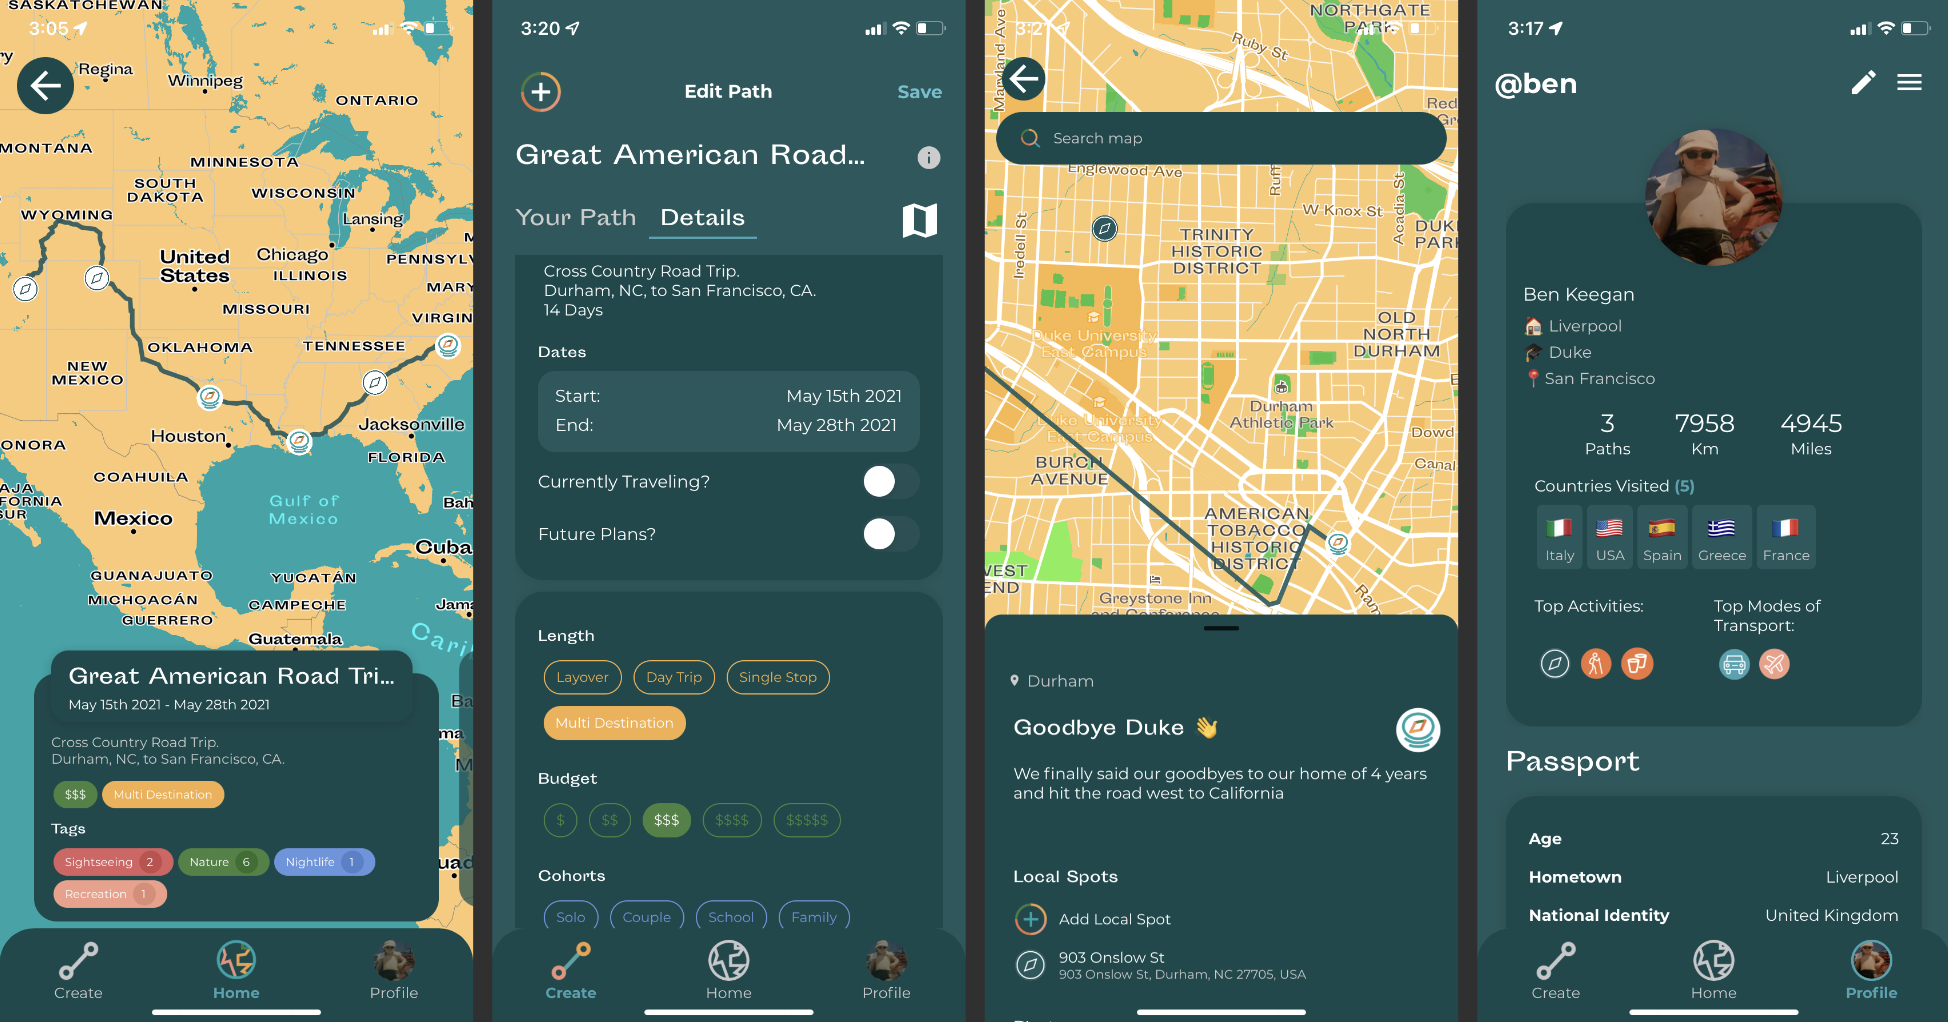 SASKATCHEWAN
3:05
Regina
Winnipeg
ONTARIO
MONTANA
MINNESOTA
SOUTH
DAKOTA
WISCONSIN
WYOMING
Lansing
United
States
Chicago
ILLINOIS
PENNSYLV
MARY
MISSOURI
VIRGIN
OKLAHOMA
TENNESSEE
NEW
MEXICO
Houston
Jacksonville
FLORIDA
ONORA
COAHUILA
AJA
FORNIA
SUR
Gulf of
Mexico
Bah
Mexico
Cuba
GUANAJUATO
YUCATÁN
MICHOACÁN
CAMPECHE
Jama
GUERRERO
Guatemala
Cari
Great American Road Tri...
May 15th 2021 - May 28th 2021
Cross Country Road Trip.
Durham, NC, to San Francisco, CA.
$$$
Multi Destination
Tags
Sightseeing 2
Nature 6
Nightlife 1
Recreation 1
Create
Home
Profile
3:20
Edit Path
Save
Great American Road...
Your Path
Details
Cross Country Road Trip.
Durham, NC, to San Francisco, CA.
14 Days
Dates
Start: May 15th 2021
End: May 28th 2021
Currently Traveling?
Future Plans?
Length
Layover
Day Trip
Single Stop
Multi Destination
Budget
$
$$
$$$
$$$$
$$$$$
Cohorts
Solo
Couple
School
Family
Create
Home
Profile
NORTHGATE
PARK
Maryland Ave
Ruby St
Search map
Englewood Ave
Ruff
Iredell St
W Knox St
Acadia St
TRINITY
HISTORIC
DISTRICT
DUK
PAR
Duke University
East Campus
OLD
NORTH
DURHAM
Durham
Athletic Park
Duke University
East Campus
Dowd
BURCH
AVENUE
Canal
AMERICAN
TOBACCO
HISTORIC
DISTRICT
WEST
END
Greystone Inn
and Conference
Ram
Durham
Goodbye Duke 👋
We finally said our goodbyes to our home of 4 years
and hit the road west to California
Local Spots
Add Local Spot
903 Onslow St
903 Onslow St, Durham, NC 27705, USA
3:17
@ben
Ben Keegan
🏠 Liverpool
🎓 Duke
📍 San Francisco
3
Paths
7958
Km
4945
Miles
Countries Visited (5)
Italy
USA
Spain
Greece
France
Top Activities:
Top Modes of
Transport:
Passport
Age 23
Hometown Liverpool
National Identity United Kingdom
Create
Home
Profile